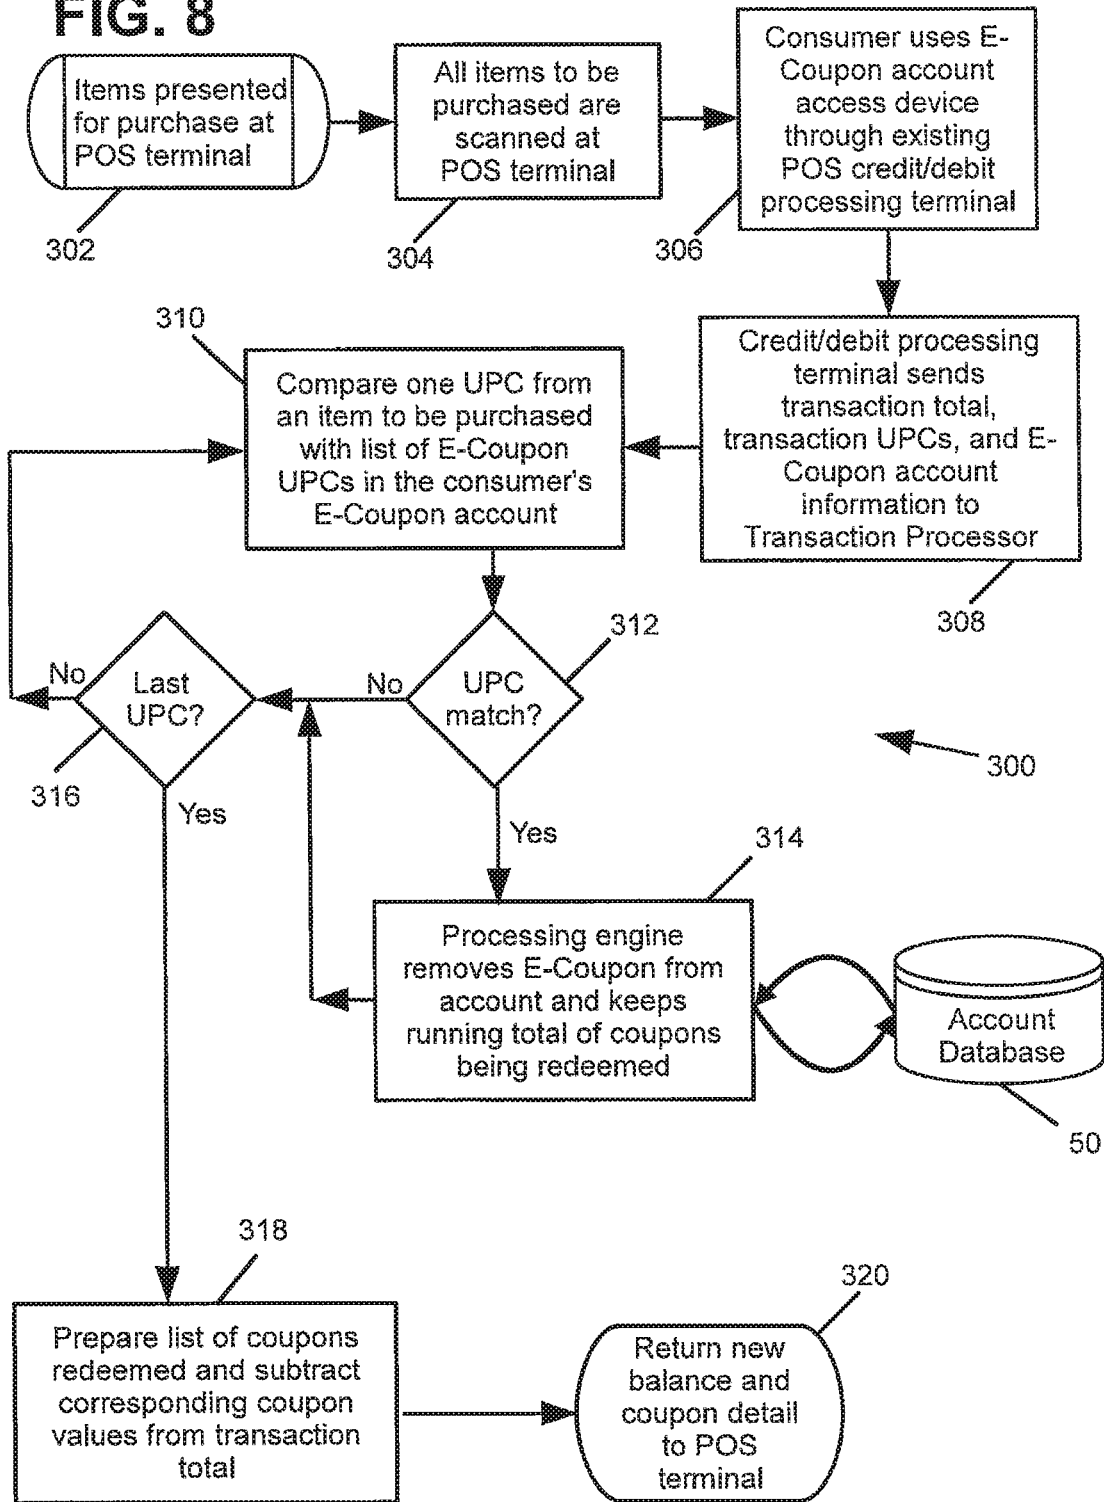 FIG. 8
Items presented
for purchase at
POS terminal
302
All items to be
purchased are
scanned at
POS terminal
304
Consumer uses E-
Coupon account
access device
through existing
POS credit/debit
processing terminal
306
Credit/debit processing
terminal sends
transaction total,
transaction UPCs, and E-
Coupon account
information to
Transaction Processor
308
310
Compare one UPC from
an item to be purchased
with list of E-Coupon
UPCs in the consumer's
E-Coupon account
312
UPC
match?
No
Yes
Last
UPC?
No
316
Yes
300
314
Processing engine
removes E-Coupon from
account and keeps
running total of coupons
being redeemed
Account
Database
50
318
Prepare list of coupons
redeemed and subtract
corresponding coupon
values from transaction
total
320
Return new
balance and
coupon detail
to POS
terminal